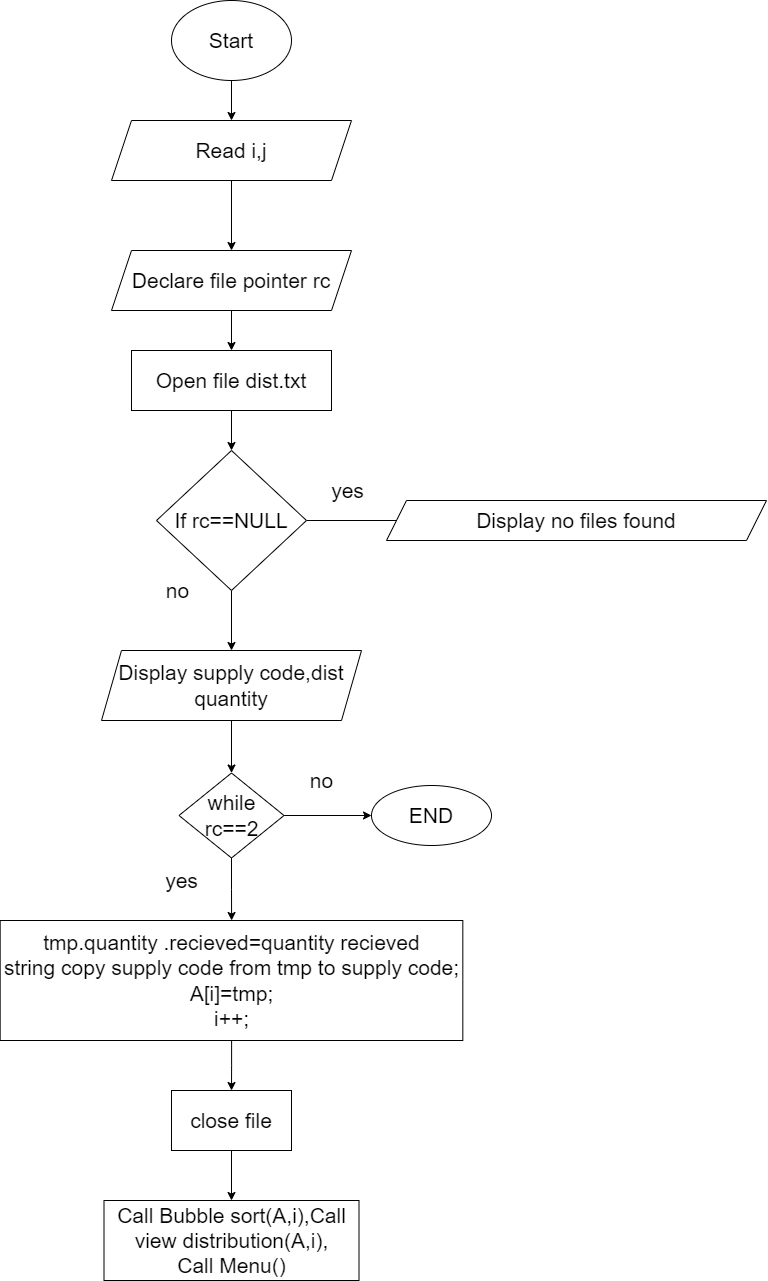 Start
Read i,j
Declare file pointer rc
Open file dist.txt
If rc==NULL
yes
Display no files found
no
Display supply code,dist
quantity
while
rc==2
no
END
yes
tmp.quantity .recieved=quantity recieved
string copy supply code from tmp to supply code;
A[i]=tmp;
i++;
close file
Call Bubble sort(A,i),Call
view distribution(A,i),
Call Menu()